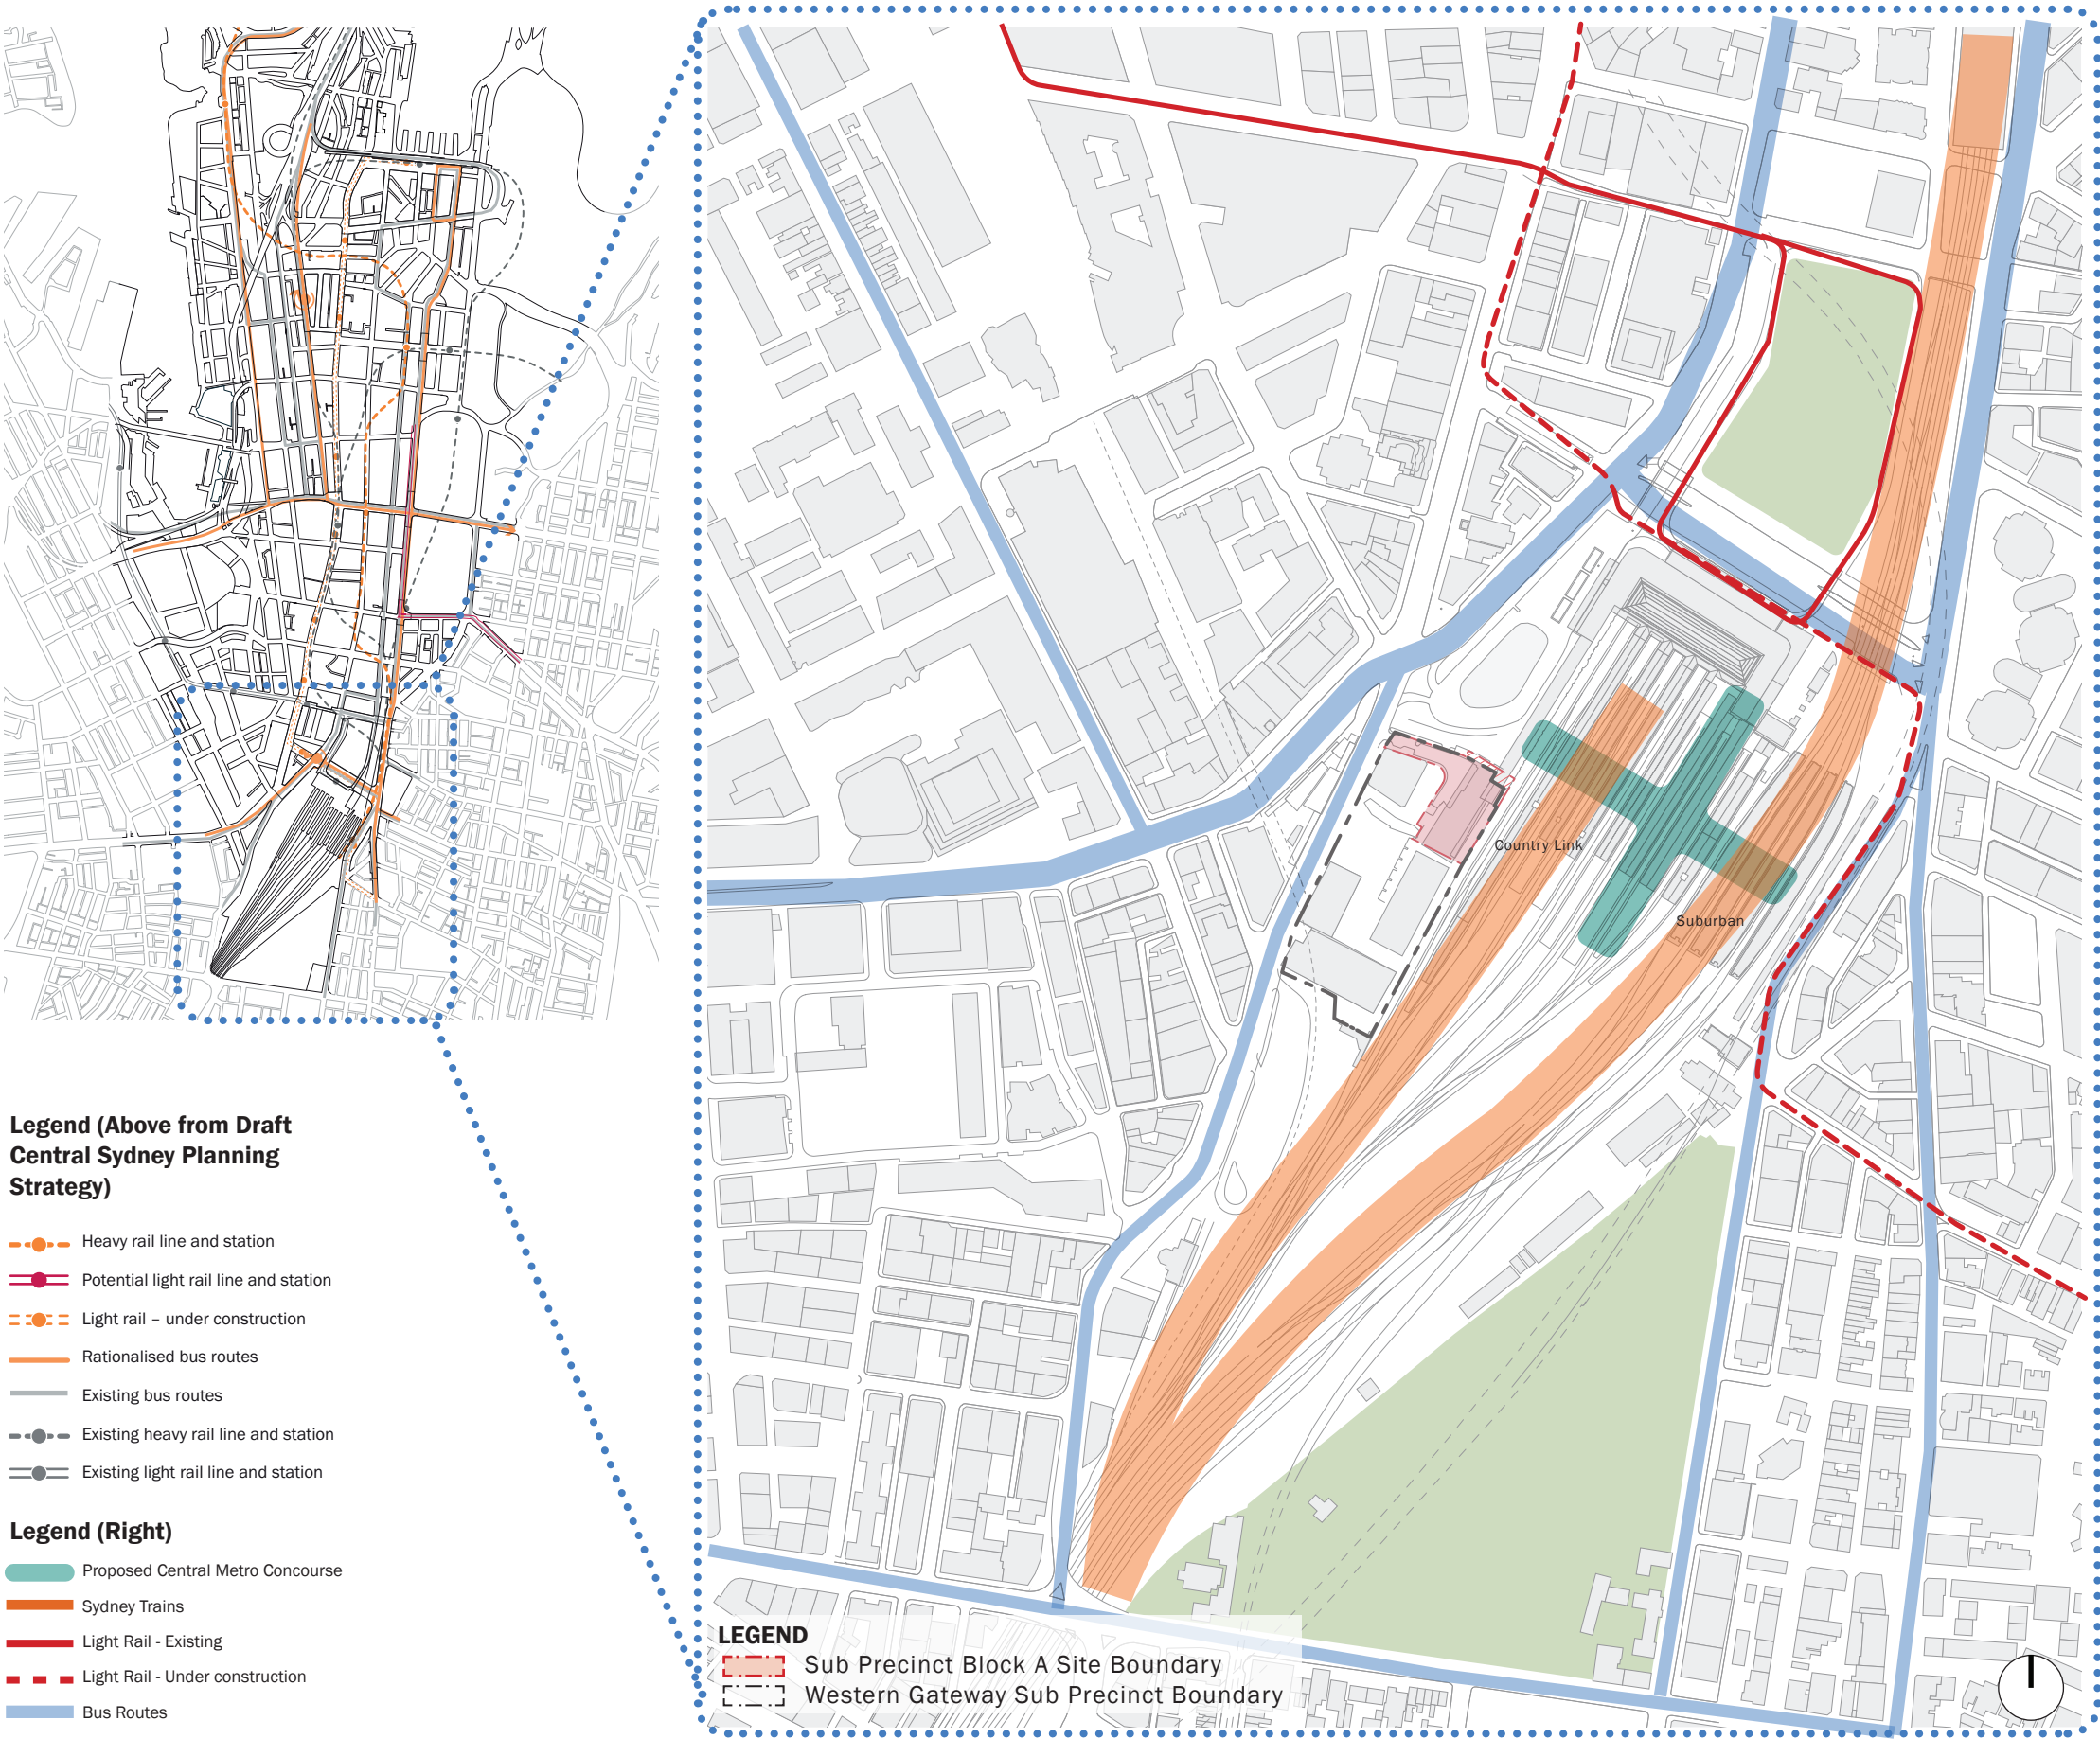 Legend (Above from Draft
Central Sydney Planning
Strategy)
Heavy rail line and station
Potential light rail line and station
Light rail – under construction
Rationalised bus routes
Existing bus routes
Existing heavy rail line and station
Existing light rail line and station
Legend (Right)
Proposed Central Metro Concourse
Sydney Trains
Light Rail - Existing
Light Rail - Under construction
Bus Routes
Country Link
Suburban
LEGEND
Sub Precinct Block A Site Boundary
Western Gateway Sub Precinct Boundary